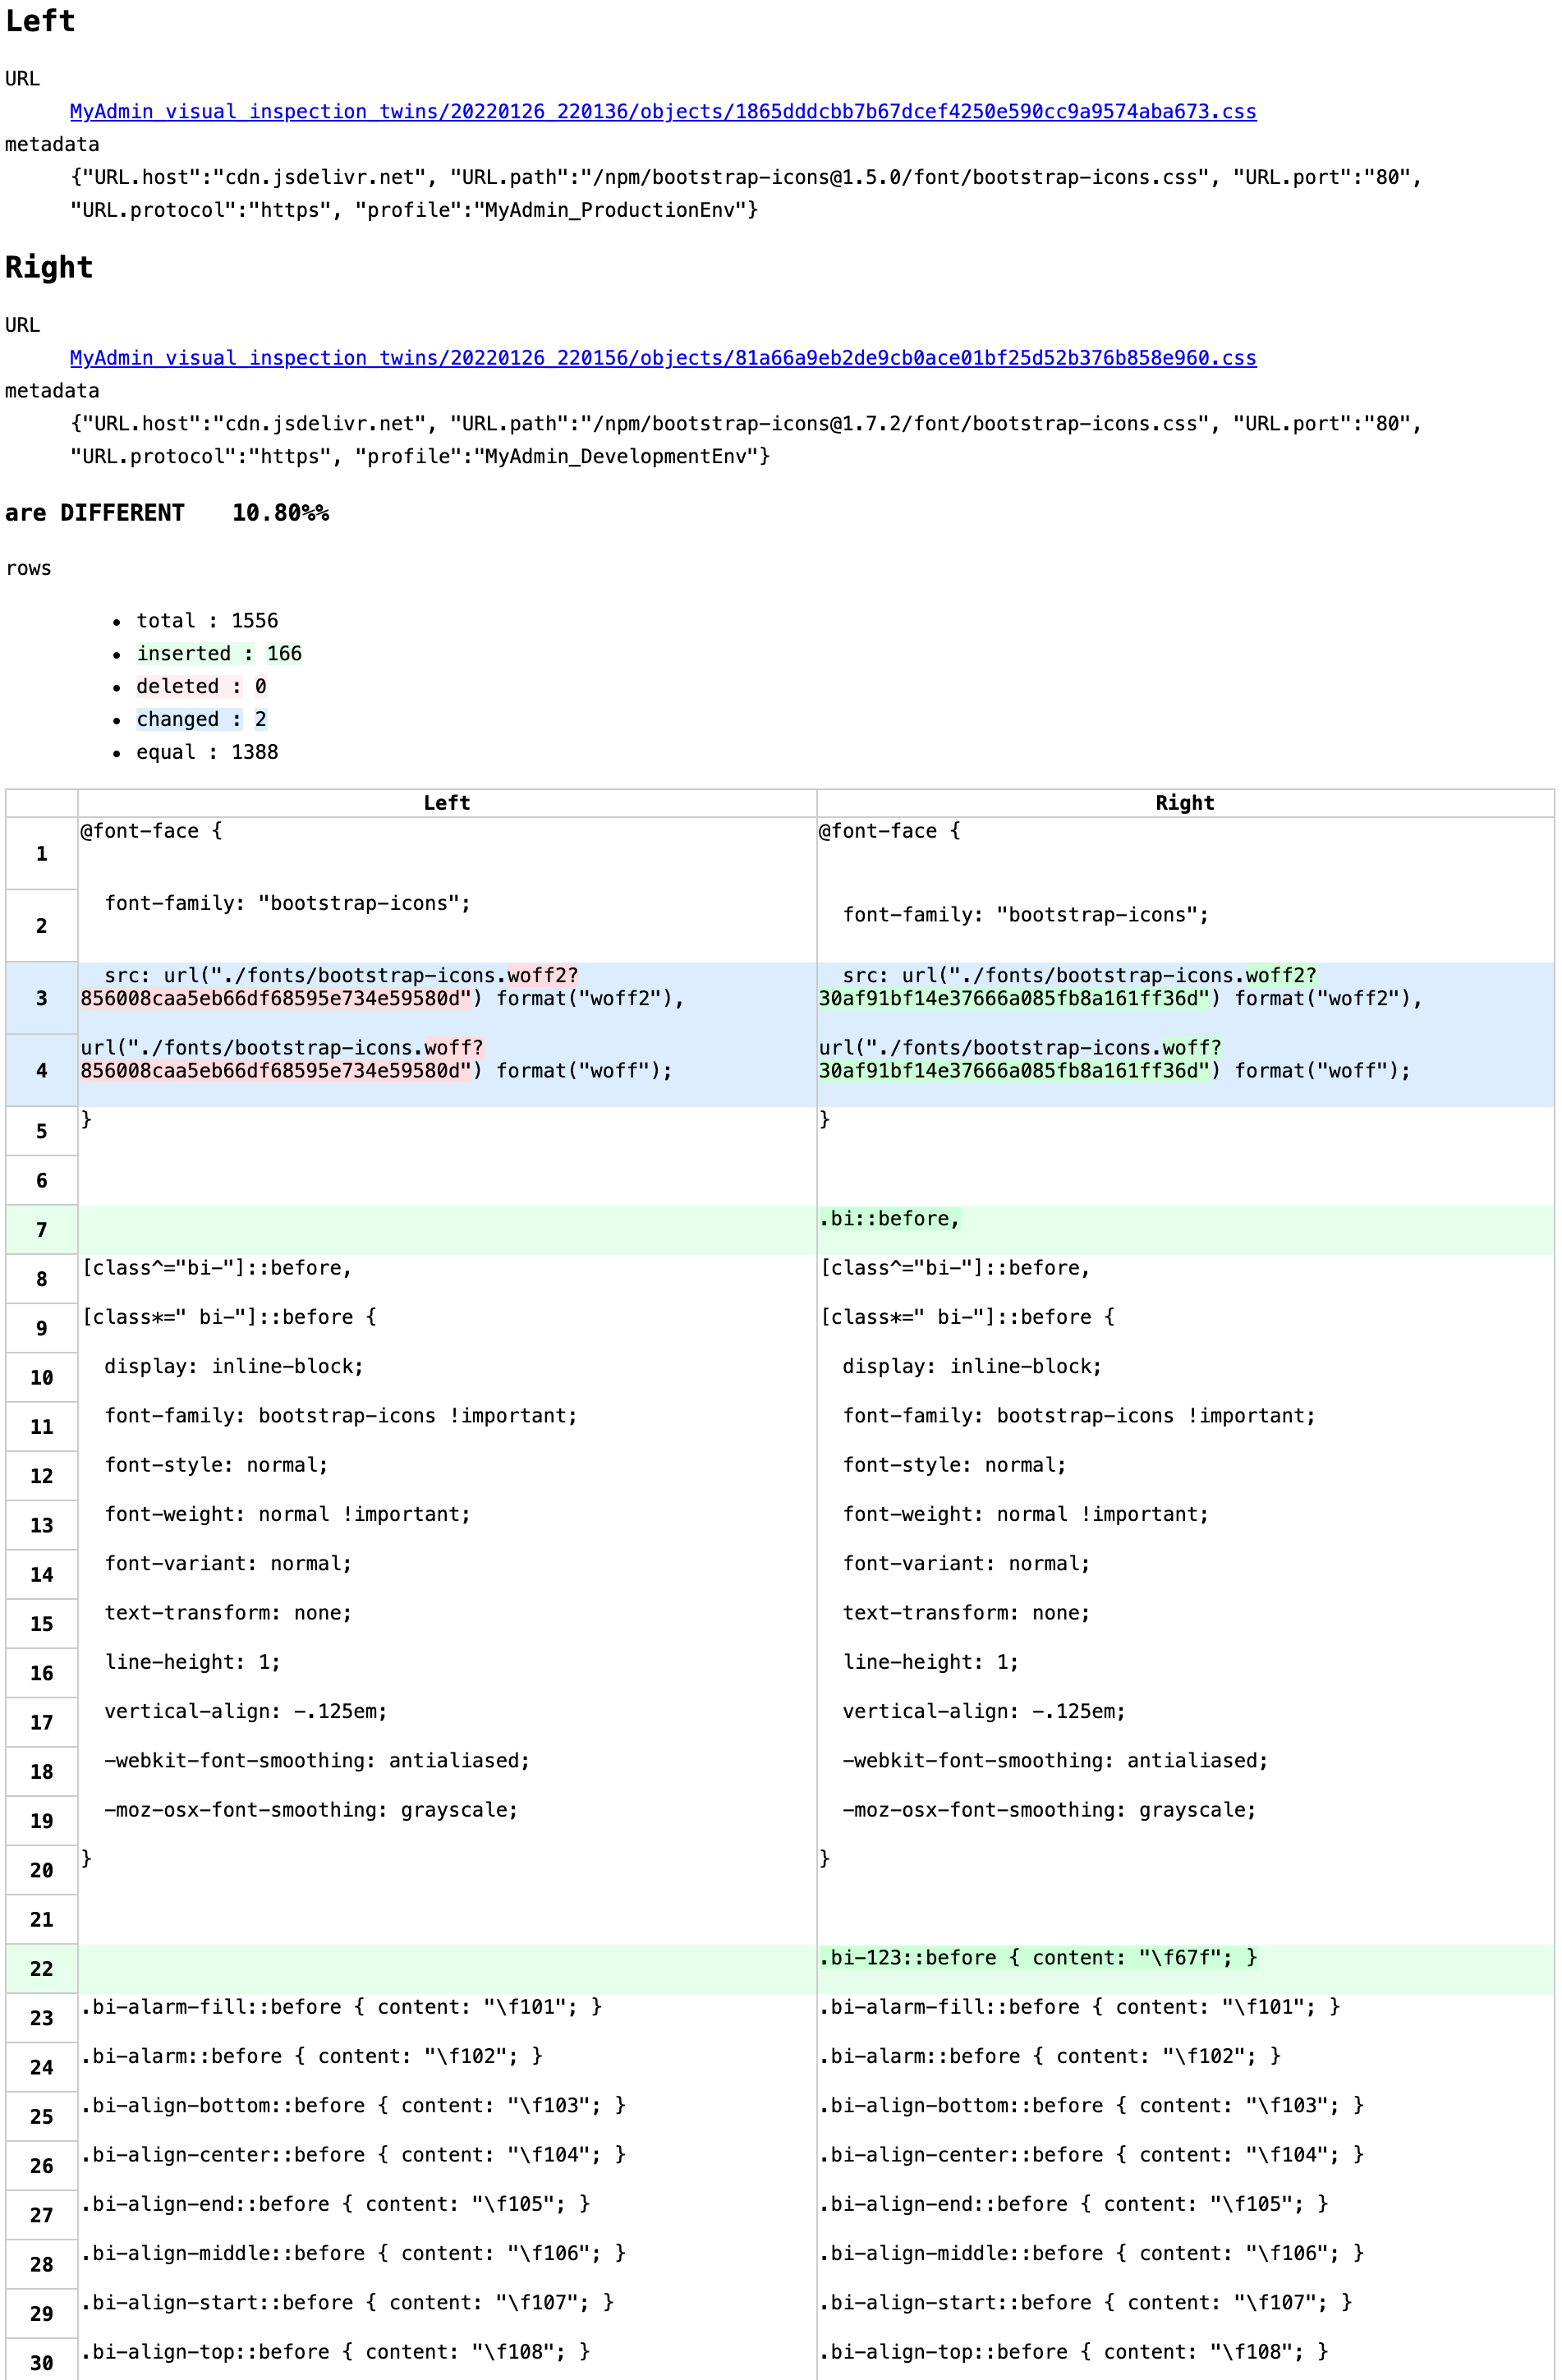 Left
URL
MyAdmin_visual_inspection_twins/20220126_220136/objects/1865dddcbb7b67dcef4250e590cc9a9574aba673.css
metadata
{"URL.host":"cdn.jsdelivr.net", "URL.path":"/npm/bootstrap-icons@1.5.0/font/bootstrap-icons.css", "URL.port":"80",
"URL.protocol":"https", "profile":"MyAdmin_ProductionEnv"}
Right
URL
MyAdmin_visual_inspection_twins/20220126_220156/objects/81a66a9eb2de9cb0ace01bf25d52b376b858e960.css
metadata
{"URL.host":"cdn.jsdelivr.net", "URL.path":"/npm/bootstrap-icons@1.7.2/font/bootstrap-icons.css", "URL.port":"80",
"URL.protocol":"https", "profile":"MyAdmin_DevelopmentEnv"}
are DIFFERENT 10.80%%
rows
• total : 1556
• inserted : 166
• deleted : 0
• changed : 2
• equal : 1388
Left Right
1 @font-face { @font-face {
2 font-family: "bootstrap-icons"; font-family: "bootstrap-icons";
3 src: url("./fonts/bootstrap-icons.woff2? src: url("./fonts/bootstrap-icons.woff2?
856008caa5eb66df68595e734e59580d") format("woff2"), 30af91bf14e37666a085fb8a161ff36d") format("woff2"),
4 url("./fonts/bootstrap-icons.woff? url("./fonts/bootstrap-icons.woff?
856008caa5eb66df68595e734e59580d") format("woff"); 30af91bf14e37666a085fb8a161ff36d") format("woff");
5 } }
6
7 .bi::before,
8 [class^="bi-"]::before, [class^="bi-"]::before,
9 [class*=" bi-"]::before { [class*=" bi-"]::before {
10 display: inline-block; display: inline-block;
11 font-family: bootstrap-icons !important; font-family: bootstrap-icons !important;
12 font-style: normal; font-style: normal;
13 font-weight: normal !important; font-weight: normal !important;
14 font-variant: normal; font-variant: normal;
15 text-transform: none; text-transform: none;
16 line-height: 1; line-height: 1;
17 vertical-align: -.125em; vertical-align: -.125em;
18 -webkit-font-smoothing: antialiased; -webkit-font-smoothing: antialiased;
19 -moz-osx-font-smoothing: grayscale; -moz-osx-font-smoothing: grayscale;
20 } }
21
22 .bi-123::before { content: "\f67f"; }
23 .bi-alarm-fill::before { content: "\f101"; } .bi-alarm-fill::before { content: "\f101"; }
24 .bi-alarm::before { content: "\f102"; } .bi-alarm::before { content: "\f102"; }
25 .bi-align-bottom::before { content: "\f103"; } .bi-align-bottom::before { content: "\f103"; }
26 .bi-align-center::before { content: "\f104"; } .bi-align-center::before { content: "\f104"; }
27 .bi-align-end::before { content: "\f105"; } .bi-align-end::before { content: "\f105"; }
28 .bi-align-middle::before { content: "\f106"; } .bi-align-middle::before { content: "\f106"; }
29 .bi-align-start::before { content: "\f107"; } .bi-align-start::before { content: "\f107"; }
30 .bi-align-top::before { content: "\f108"; } .bi-align-top::before { content: "\f108"; }